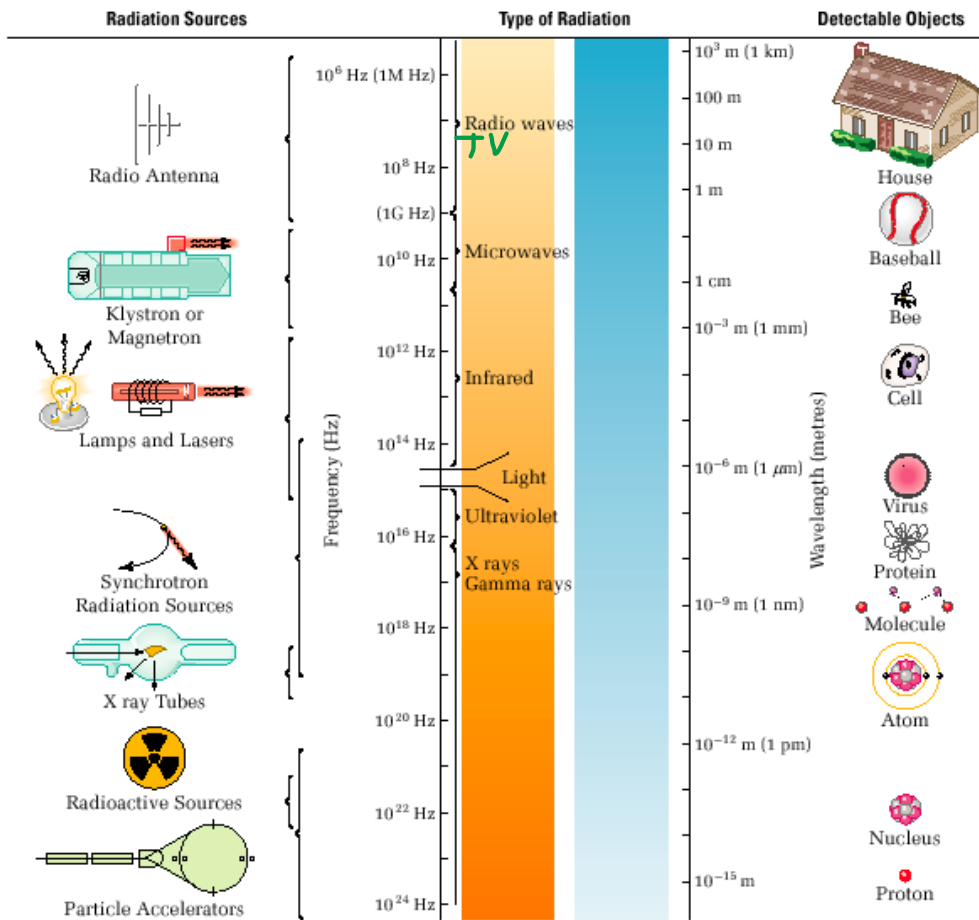 Radiation Sources
Type of Radiation
Detectable Objects
Radio Antenna
Klystron or
Magnetron
Lamps and Lasers
Synchrotron
Radiation Sources
X ray Tubes
Radioactive Sources
Particle Accelerators
Frequency (Hz)
10⁶ Hz (1M Hz)
10⁸ Hz
(1G Hz)
10¹⁰ Hz
10¹² Hz
10¹⁴ Hz
10¹⁶ Hz
10¹⁸ Hz
10²⁰ Hz
10²² Hz
10²⁴ Hz
Radio waves
TV
Microwaves
Infrared
Light
Ultraviolet
X rays
Gamma rays
10³ m (1 km)
100 m
10 m
1 m
1 cm
10⁻³ m (1 mm)
10⁻⁶ m (1 μm)
10⁻⁹ m (1 nm)
10⁻¹² m (1 pm)
10⁻¹⁵ m
Wavelength (metres)
House
Baseball
Bee
Cell
Virus
Protein
Molecule
Atom
Nucleus
Proton